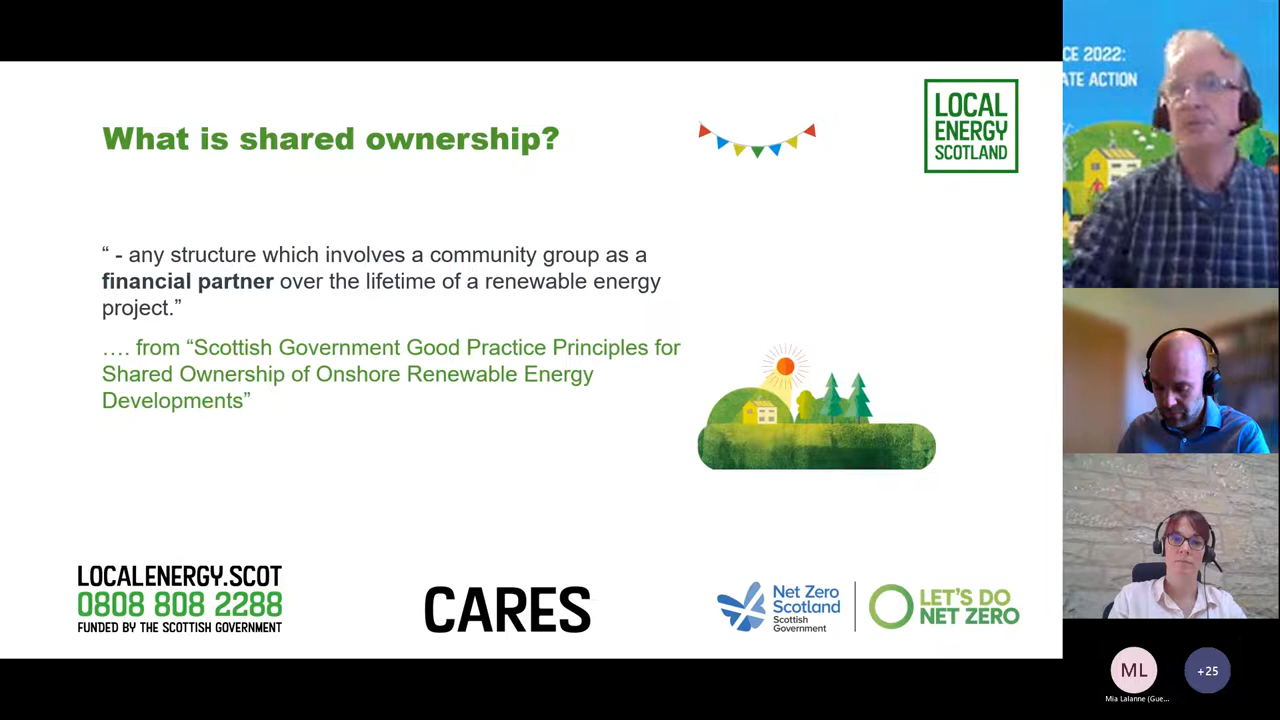 What is shared ownership?
LOCAL
ENERGY
SCOTLAND
“ - any structure which involves a community group as a
financial partner over the lifetime of a renewable energy
project.”
…. from “Scottish Government Good Practice Principles for
Shared Ownership of Onshore Renewable Energy
Developments”
LOCALENERGY.SCOT
0808 808 2288
FUNDED BY THE SCOTTISH GOVERNMENT
CARES
Net Zero
Scotland
Scottish
Government
LET'S DO
NET ZERO
CE 2022:
ATE ACTION
ML
+25
Mia Lalanne (Gue...